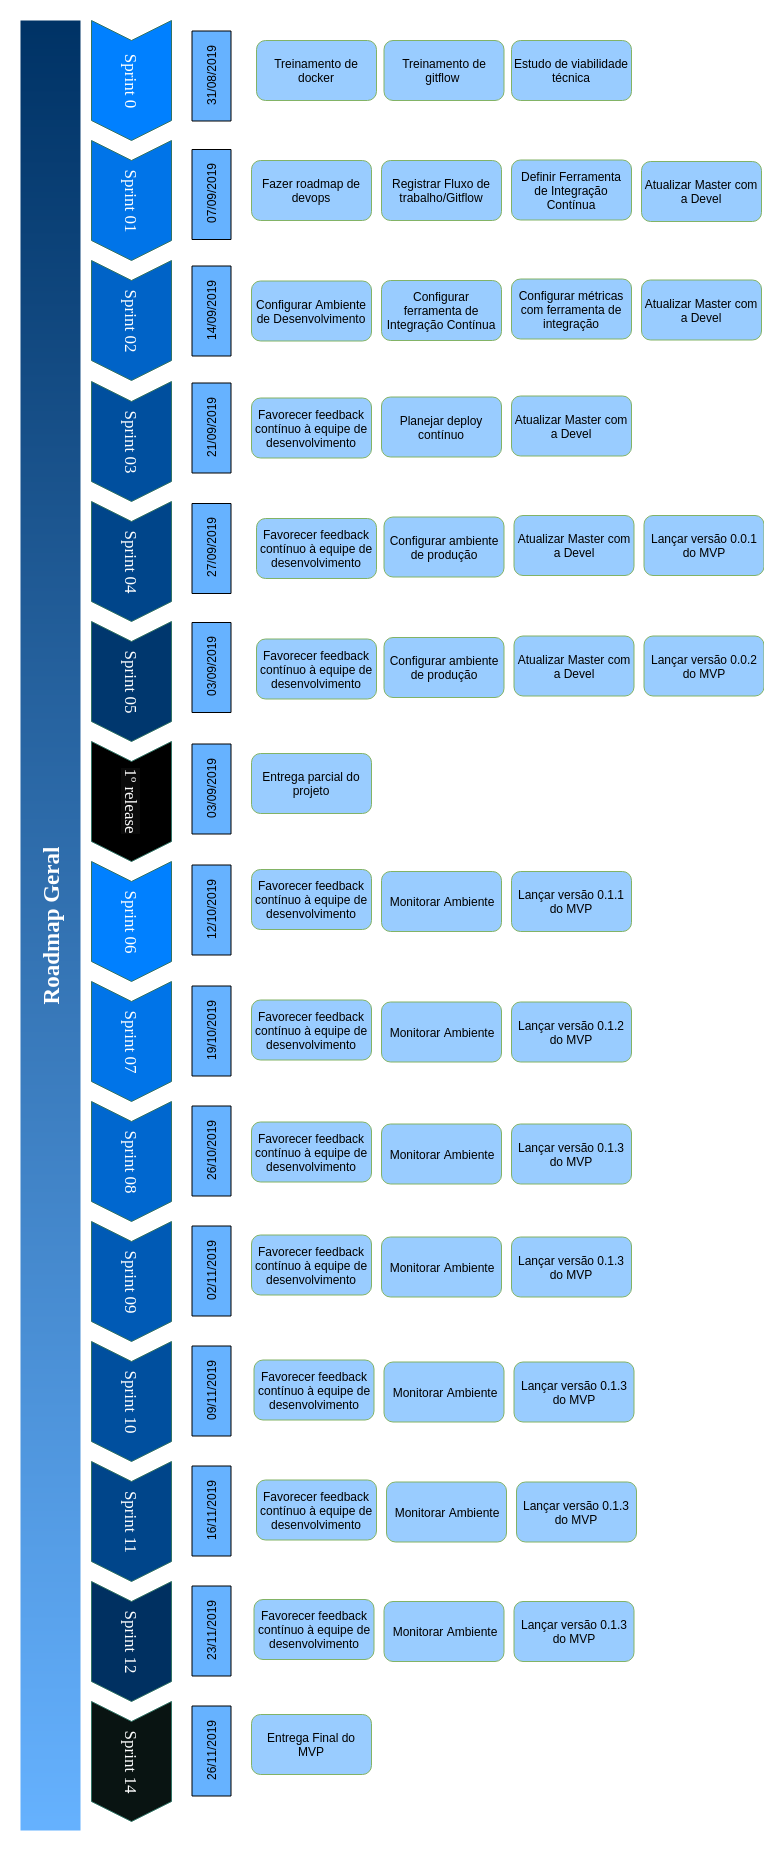 Roadmap Geral
Sprint 0
31/08/2019
Treinamento de
docker
Treinamento de
gitflow
Estudo de viabilidade
técnica
Sprint 01
07/09/2019
Fazer roadmap de
devops
Registrar Fluxo de
trabalho/Gitflow
Definir Ferramenta
de Integração
Contínua
Atualizar Master com
a Devel
Sprint 02
14/09/2019
Configurar Ambiente
de Desenvolvimento
Configurar
ferramenta de
Integração Contínua
Configurar métricas
com ferramenta de
integração
Atualizar Master com
a Devel
Sprint 03
21/09/2019
Favorecer feedback
contínuo à equipe de
desenvolvimento
Planejar deploy
contínuo
Atualizar Master com
a Devel
Sprint 04
27/09/2019
Favorecer feedback
contínuo à equipe de
desenvolvimento
Configurar ambiente
de produção
Atualizar Master com
a Devel
Lançar versão 0.0.1
do MVP
Sprint 05
03/09/2019
Favorecer feedback
contínuo à equipe de
desenvolvimento
Configurar ambiente
de produção
Atualizar Master com
a Devel
Lançar versão 0.0.2
do MVP
1º release
03/09/2019
Entrega parcial do
projeto
Sprint 06
12/10/2019
Favorecer feedback
contínuo à equipe de
desenvolvimento
Monitorar Ambiente
Lançar versão 0.1.1
do MVP
Sprint 07
19/10/2019
Favorecer feedback
contínuo à equipe de
desenvolvimento
Monitorar Ambiente
Lançar versão 0.1.2
do MVP
Sprint 08
26/10/2019
Favorecer feedback
contínuo à equipe de
desenvolvimento
Monitorar Ambiente
Lançar versão 0.1.3
do MVP
Sprint 09
02/11/2019
Favorecer feedback
contínuo à equipe de
desenvolvimento
Monitorar Ambiente
Lançar versão 0.1.3
do MVP
Sprint 10
09/11/2019
Favorecer feedback
contínuo à equipe de
desenvolvimento
Monitorar Ambiente
Lançar versão 0.1.3
do MVP
Sprint 11
16/11/2019
Favorecer feedback
contínuo à equipe de
desenvolvimento
Monitorar Ambiente
Lançar versão 0.1.3
do MVP
Sprint 12
23/11/2019
Favorecer feedback
contínuo à equipe de
desenvolvimento
Monitorar Ambiente
Lançar versão 0.1.3
do MVP
Sprint 14
26/11/2019
Entrega Final do
MVP